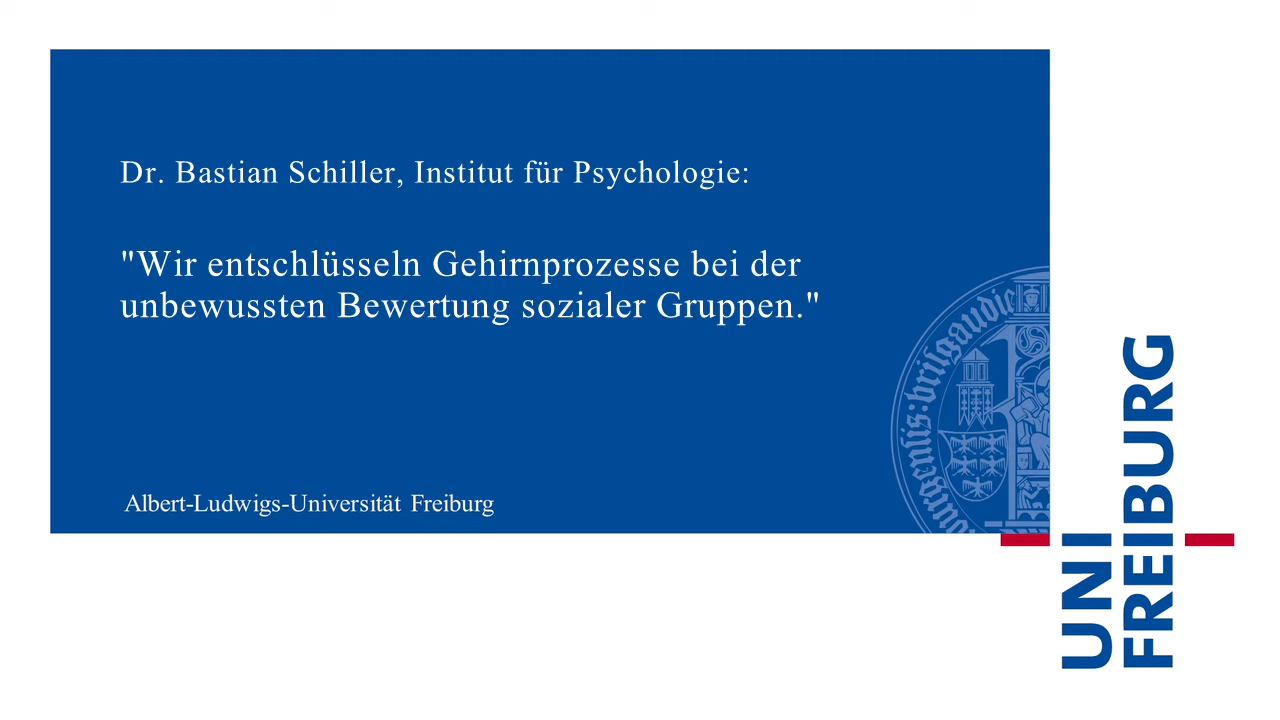 Dr. Bastian Schiller, Institut für Psychologie:
"Wir entschlüsseln Gehirnprozesse bei der
unbewussten Bewertung sozialer Gruppen."
Albert-Ludwigs-Universität Freiburg
UNI
FREIBURG